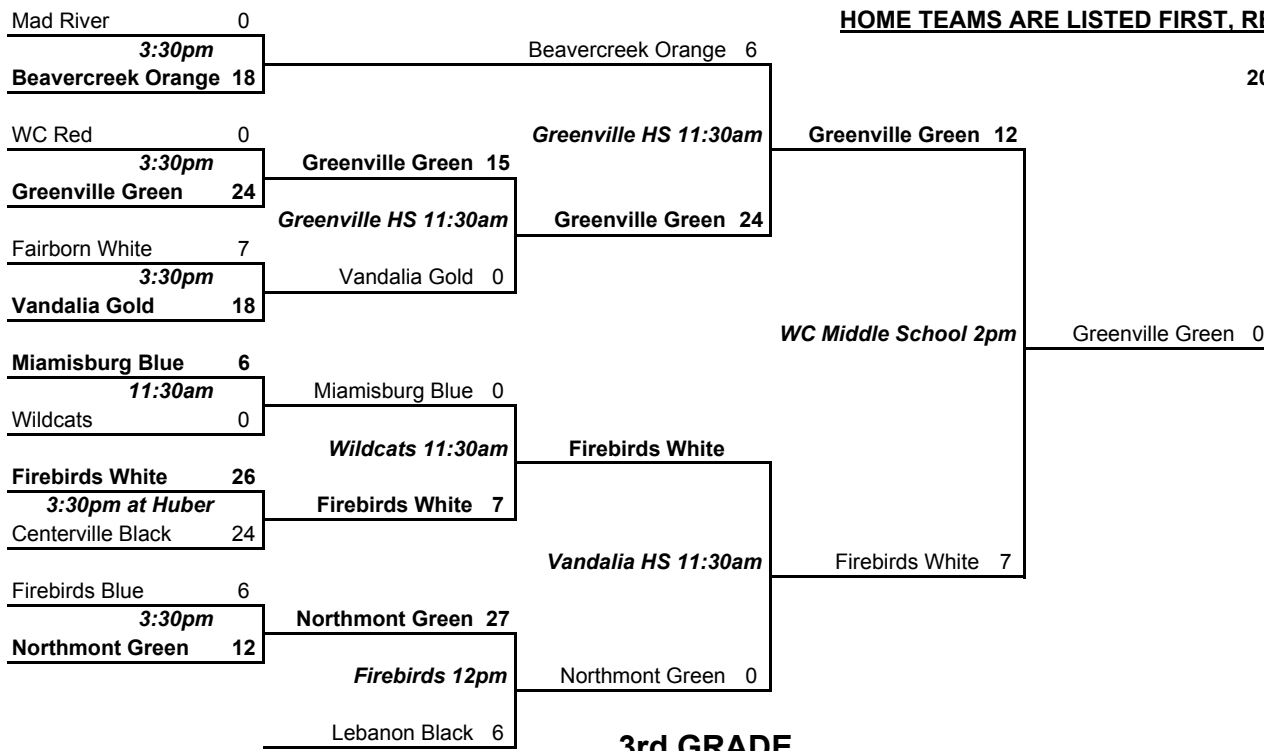 Mad River 0
HOME TEAMS ARE LISTED FIRST, RE
3:30pm
Beavercreek Orange 6
Beavercreek Orange 18
20
WC Red 0
Greenville HS 11:30am
Greenville Green 12
3:30pm
Greenville Green 15
Greenville Green 24
Greenville HS 11:30am
Greenville Green 24
Fairborn White 7
3:30pm
Vandalia Gold 0
Vandalia Gold 18
WC Middle School 2pm
Greenville Green 0
Miamisburg Blue 6
11:30am
Miamisburg Blue 0
Wildcats 0
Wildcats 11:30am
Firebirds White
Firebirds White 26
3:30pm at Huber
Firebirds White 7
Centerville Black 24
Vandalia HS 11:30am
Firebirds White 7
Firebirds Blue 6
3:30pm
Northmont Green 27
Northmont Green 12
Firebirds 12pm
Northmont Green 0
Lebanon Black 6
3rd GRADE